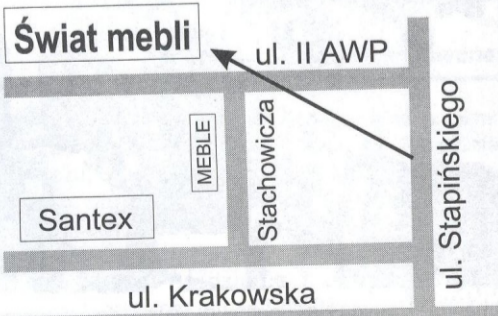 Świat mebli
ul. II AWP
MEBLE
Stachowicza
ul. Stapińskiego
Santex
ul. Krakowska